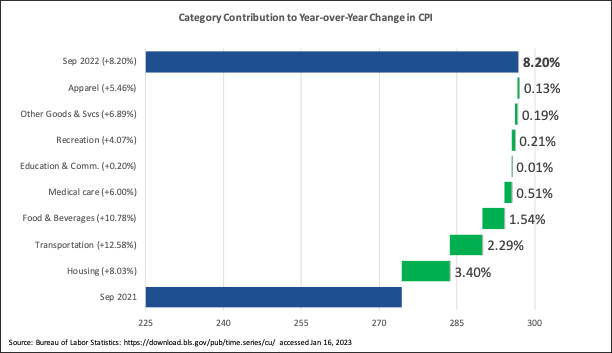 Category Contribution to Year-over-Year Change in CPI
Sep 2022 (+8.20%) 8.20%
Apparel (+5.46%) 0.13%
Other Goods & Svcs (+6.89%) 0.19%
Recreation (+4.07%) 0.21%
Education & Comm. (+0.20%) 0.01%
Medical care (+6.00%) 0.51%
Food & Beverages (+10.78%) 1.54%
Transportation (+12.58%) 2.29%
Housing (+8.03%) 3.40%
Sep 2021
225 240 255 270 285 300
Source: Bureau of Labor Statistics: https://download.bls.gov/pub/time.series/cu/ accessed Jan 16, 2023